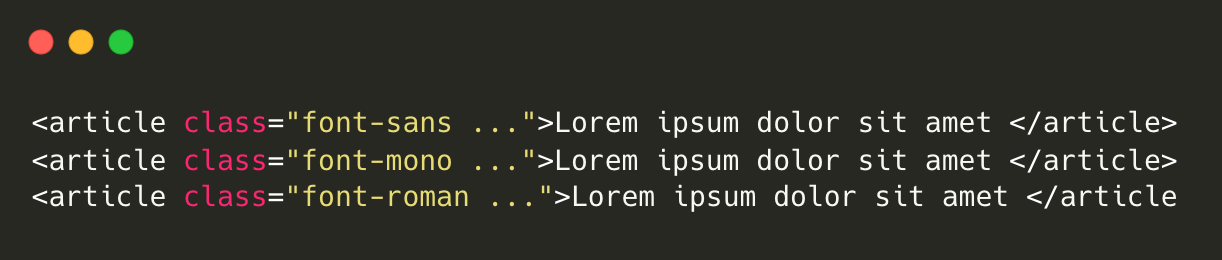 <article class="font-sans ...">Lorem ipsum dolor sit amet </article>
<article class="font-mono ...">Lorem ipsum dolor sit amet </article>
<article class="font-roman ...">Lorem ipsum dolor sit amet </article